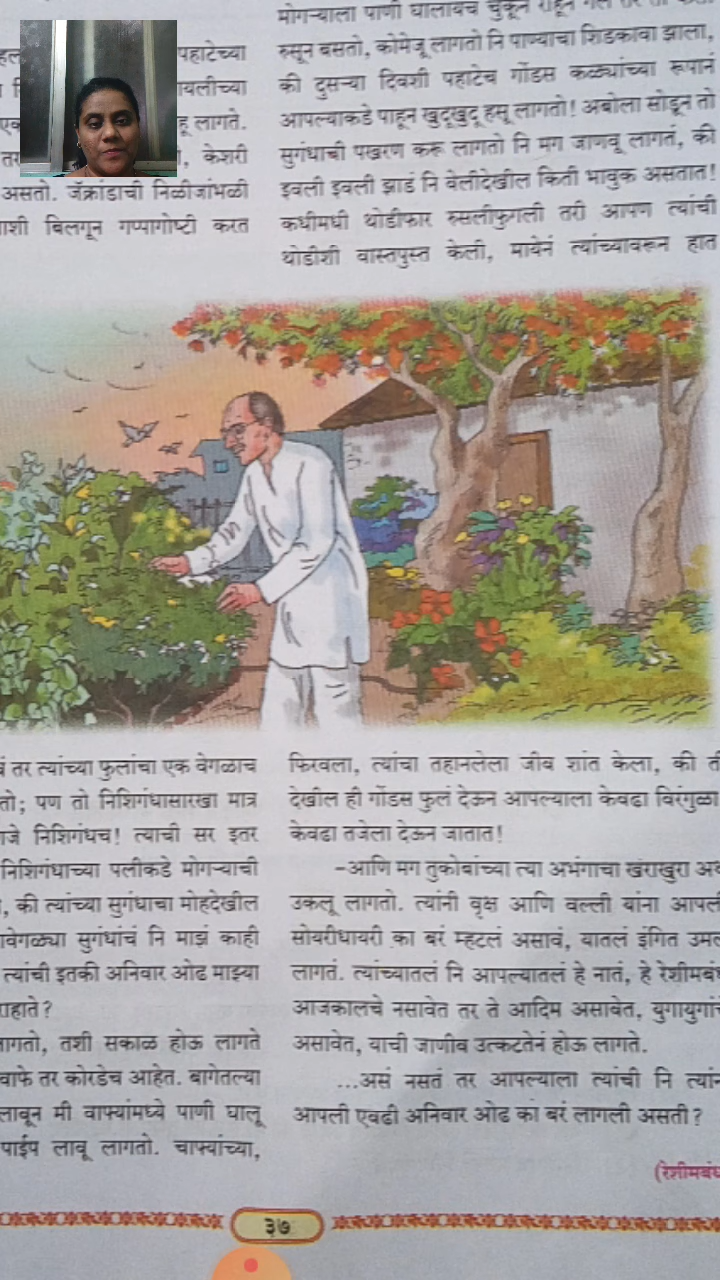 पहाटेच्या
यलीच्या
हू लागते.
तर केशरी
असतो. जॅक्रांडाची निळीजांभळी
बिलगून गप्पागोष्टी करत
मोगऱ्याला पाणी घालायचं चुकून राहून गेलं तर तो
रुसून बसतो, कोमेजू लागतो नि पाण्याचा शिडकावा झाला,
की दुसऱ्या दिवशी पहाटेच गोंडस कळ्यांच्या रूपानं
आपल्याकडे पाहून खुदूखुदू हसू लागतो! अबोला सोडून तो
सुगंधाची पखरण करू लागतो नि मग जाणवू लागतं, की
इवली इवली झाडं नि वेलीदेखील किती भावुक असतात!
कधीमधी थोडीफार रुसलीफुगली तरी आपण त्यांची
थोडीशी वास्तपुस्त केली, मायेनं त्यांच्यावरून हात
तर त्यांच्या फुलांचा एक वेगळाच
तो; पण तो निशिगंधासारखा मात्र
निशिगंधच! त्याची सर इतर
निशिगंधाच्या पलीकडे मोगऱ्याची
, की त्यांच्या सुगंधाचा मोहदेखील
वेगळ्या सुगंधांचं नि माझं काही
त्यांची इतकी अनिवार ओढ माझ्या
राहाते?
लागतो, तशी सकाळ होऊ लागते
वाफे तर कोरडेच आहेत. बागेतल्या
लावून मी वाफ्यांमध्ये पाणी घालू
पाईप लावू लागतो. चाफ्यांच्या,
फिरवला, त्यांचा तहानलेला जीव शांत केला, की ती
देखील ही गोंडस फुलं देऊन आपल्याला केवढा विरंगुळा
केवढा तजेला देऊन जातात!
-आणि मग तुकोबांच्या त्या अभंगाचा खराखुरा
उकलू लागतो. त्यांनी वृक्ष आणि वल्ली यांना आपली
सोयरीधायरी का बरं म्हटलं असावं, यातलं इंगित
लागतं. त्यांच्यातलं नि आपल्यातलं हे नातं, हे रेशीमबंध
आजकालचे नसावेत तर ते आदिम असावेत, युगायुगांचे
असावेत, याची जाणीव उत्कटतेनं होऊ लागते.
...असं नसतं तर आपल्याला त्यांची नि त्यांना
आपली एवढी अनिवार ओढ का बरं लागली असती?
(रेशीमबंध
३७